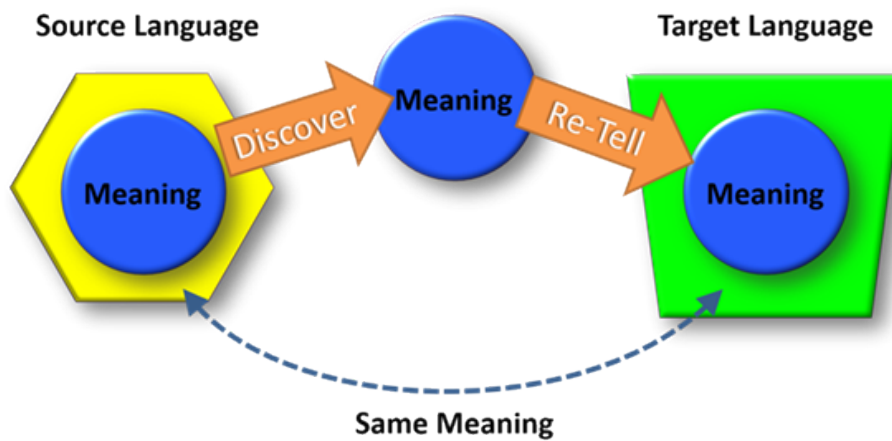 Source Language
Target Language
Meaning
Discover
Meaning
Re-Tell
Meaning
Same Meaning